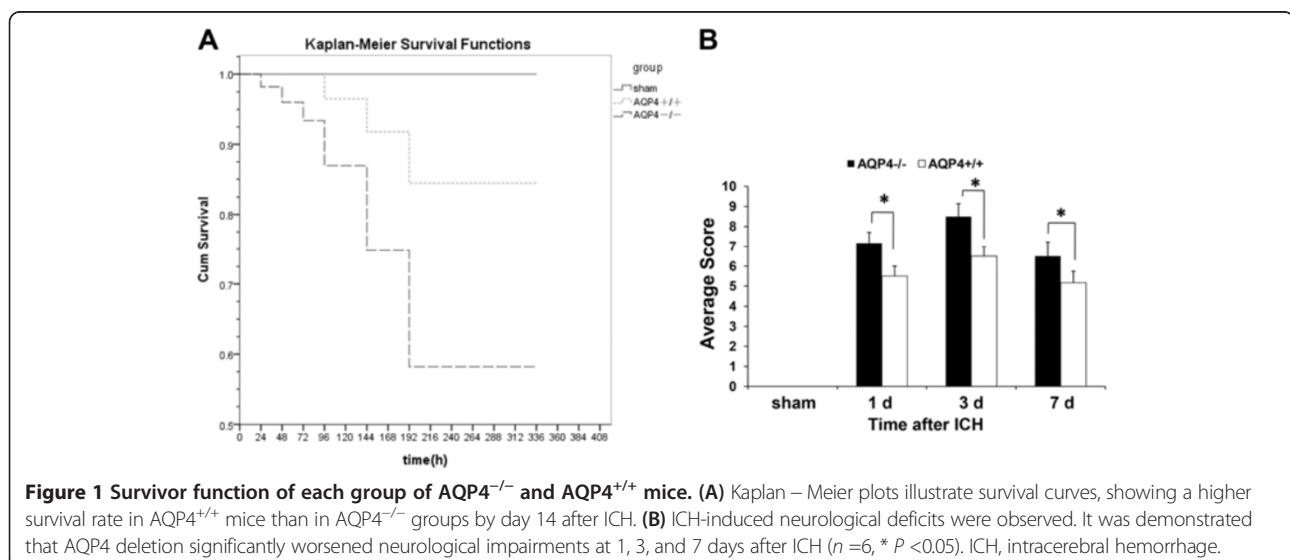 A
Kaplan-Meier Survival Functions
group
sham
AQP4+/+
AQP4-/-
1.0
0.9
0.8
0.7
0.6
0.5
Cum Survival
0 24 48 72 96 120 144 168 192 216 240 264 288 312 336 360 384 408
time(h)
B
AQP4-/- AQP4+/+
10
9
8
7
6
5
4
3
2
1
0
Average Score
* * *
sham 1 d 3 d 7 d
Time after ICH
Figure 1 Survivor function of each group of AQP4−/− and AQP4+/+ mice. (A) Kaplan – Meier plots illustrate survival curves, showing a higher
survival rate in AQP4+/+ mice than in AQP4−/− groups by day 14 after ICH. (B) ICH-induced neurological deficits were observed. It was demonstrated
that AQP4 deletion significantly worsened neurological impairments at 1, 3, and 7 days after ICH (n =6, * P <0.05). ICH, intracerebral hemorrhage.